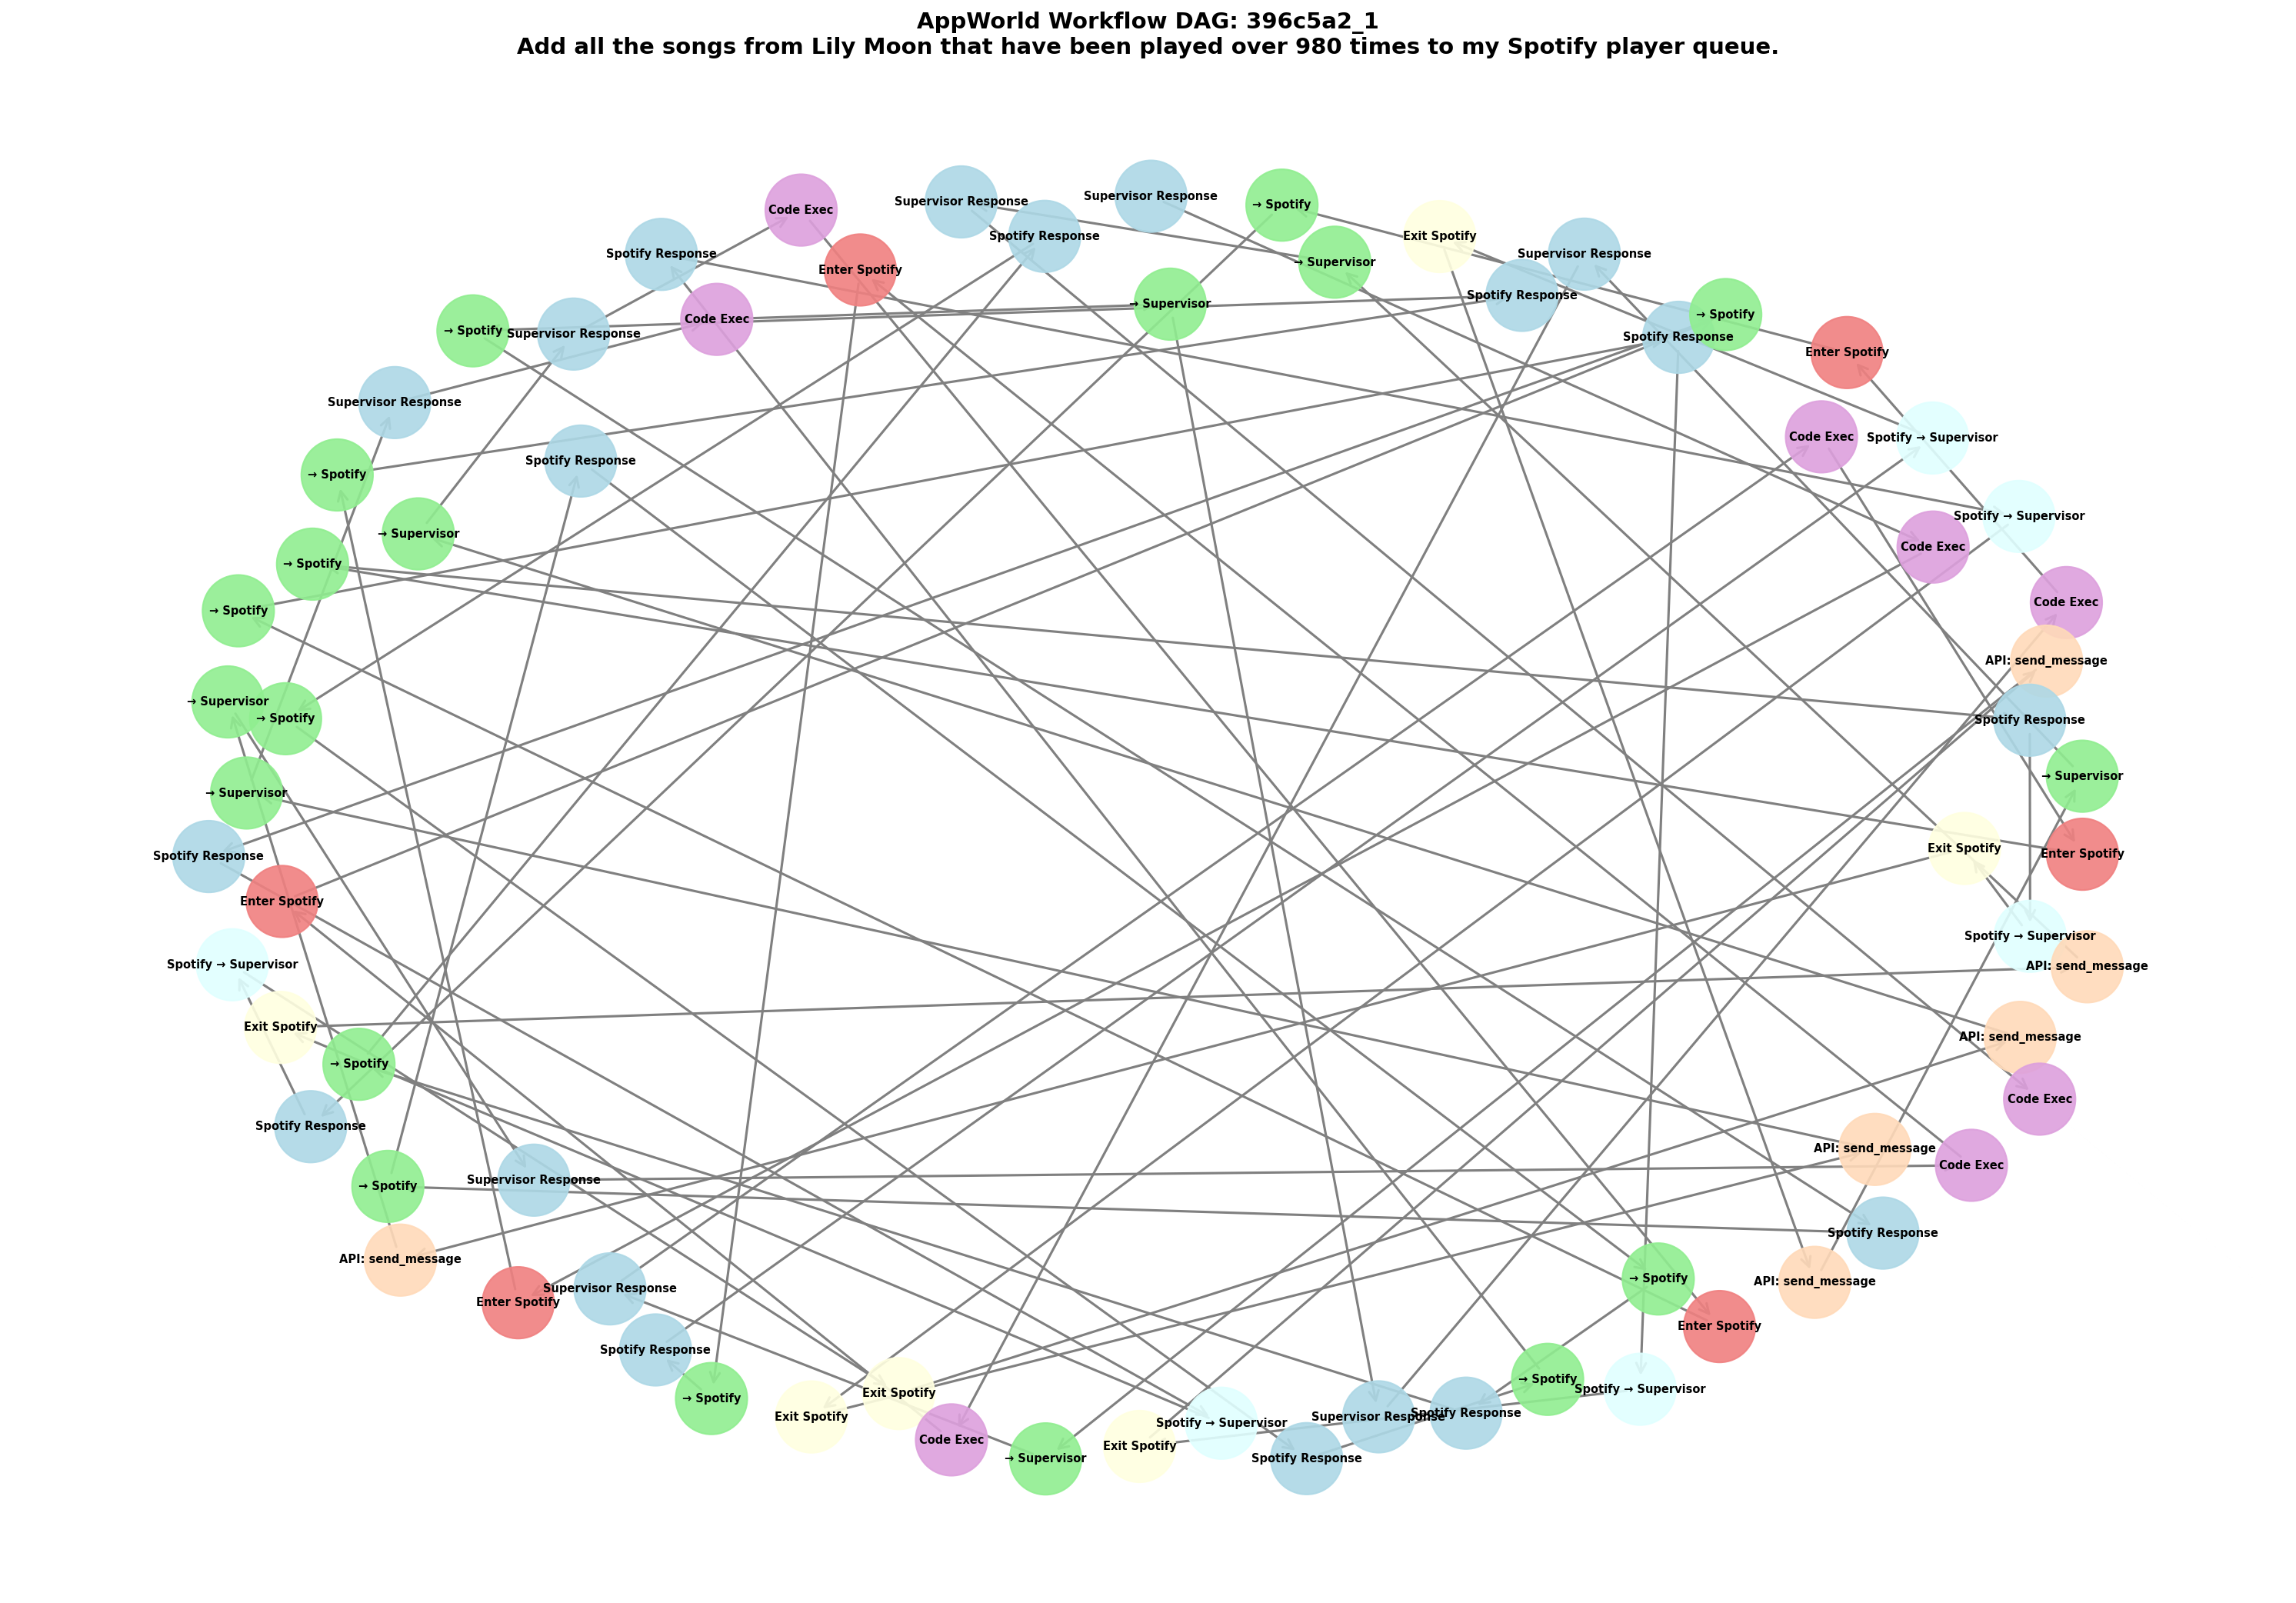 AppWorld Workflow DAG: 396c5a2_1
Add all the songs from Lily Moon that have been played over 980 times to my Spotify player queue.
Supervisor Response
Supervisor Response
→ Spotify
Code Exec
Spotify Response
Exit Spotify
Spotify Response
Supervisor Response
→ Supervisor
Enter Spotify
Spotify Response
→ Supervisor
→ Spotify
Code Exec
→ Spotify
Supervisor Response
Spotify Response
Enter Spotify
Supervisor Response
Code Exec
Spotify → Supervisor
Spotify Response
→ Spotify
Spotify → Supervisor
→ Supervisor
Code Exec
→ Spotify
Code Exec
→ Spotify
API: send_message
→ Supervisor
→ Spotify
Spotify Response
→ Supervisor
→ Supervisor
Exit Spotify
Enter Spotify
Spotify Response
Enter Spotify
Spotify → Supervisor
Spotify → Supervisor
API: send_message
Exit Spotify
API: send_message
→ Spotify
Code Exec
Spotify Response
API: send_message
Code Exec
Supervisor Response
→ Spotify
Spotify Response
API: send_message
→ Spotify
API: send_message
Supervisor Response
Enter Spotify
Enter Spotify
Spotify Response
→ Spotify
Spotify → Supervisor
Exit Spotify
→ Spotify
Spotify Response
Exit Spotify
Supervisor Response
Spotify → Supervisor
Code Exec
Exit Spotify
→ Supervisor
Spotify Response